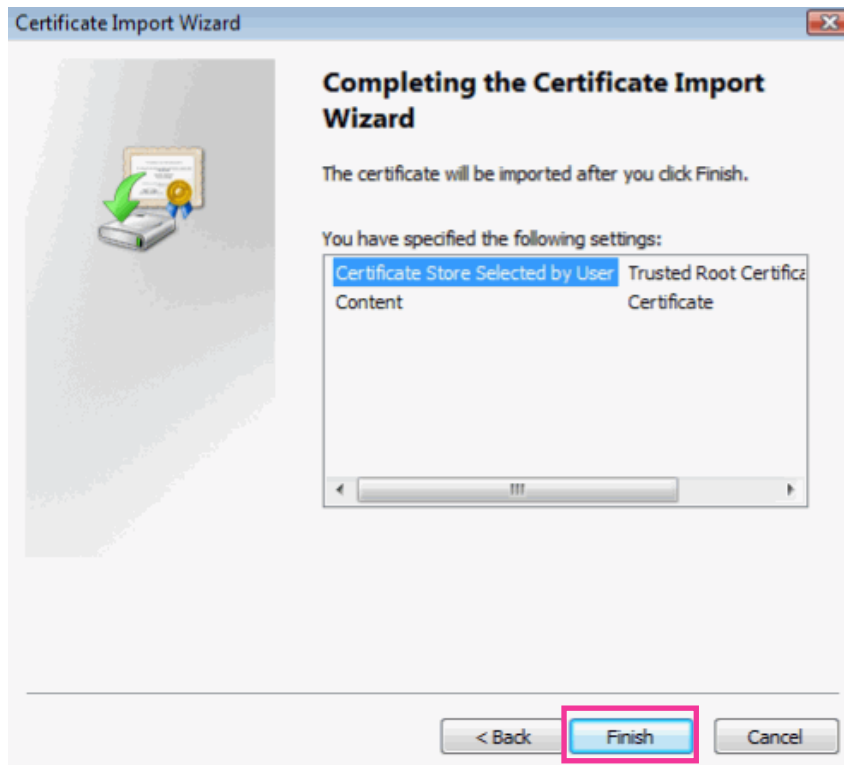 Certificate Import Wizard
Completing the Certificate Import
Wizard
The certificate will be imported after you click Finish.
You have specified the following settings:
Certificate Store Selected by User Trusted Root Certifica
Content Certificate
< Back Finish Cancel